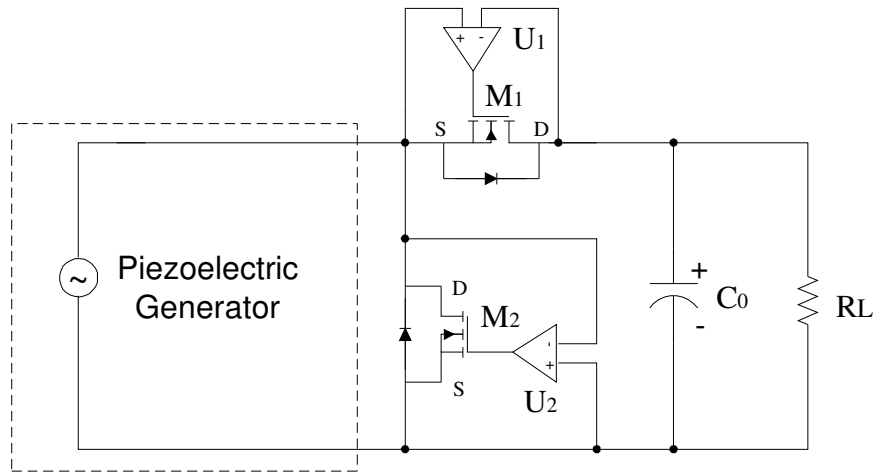 + - U1
M1
S D
~ Piezoelectric
Generator
D
M2
S
- +
U2
+
C0
-
RL